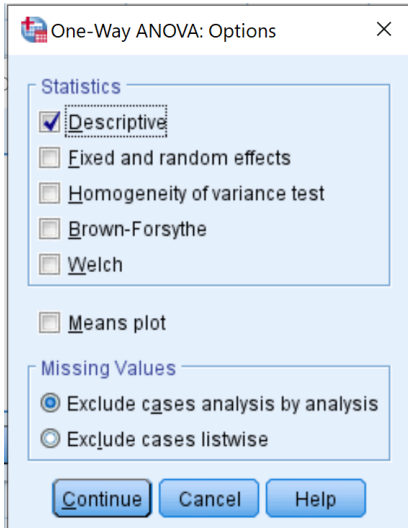 One-Way ANOVA: Options
Statistics
Descriptive
Fixed and random effects
Homogeneity of variance test
Brown-Forsythe
Welch
Means plot
Missing Values
Exclude cases analysis by analysis
Exclude cases listwise
Continue Cancel Help